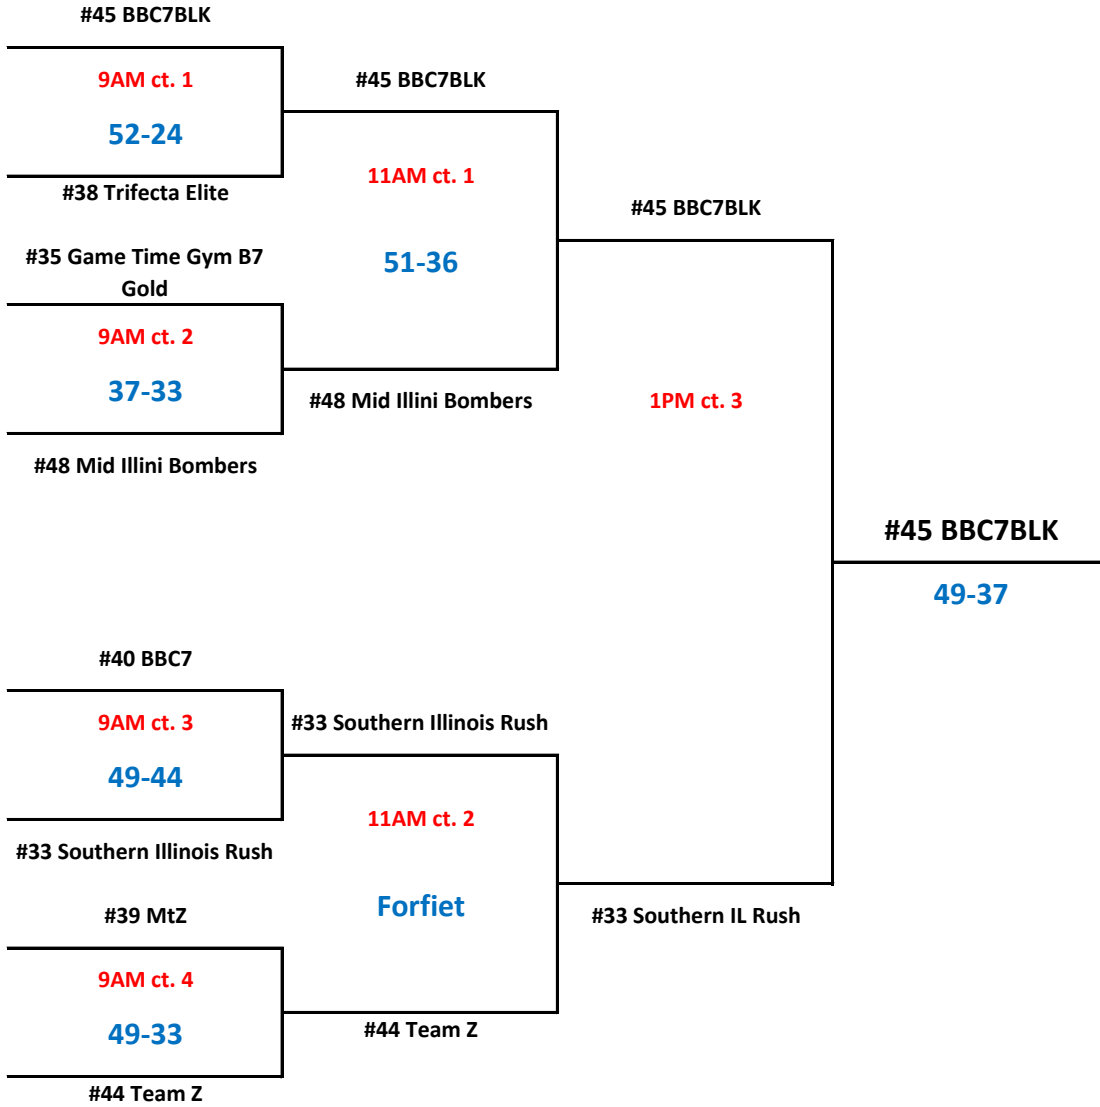 #45 BBC7BLK
9AM ct. 1
52-24
#38 Trifecta Elite
#35 Game Time Gym B7
Gold
9AM ct. 2
37-33
#48 Mid Illini Bombers
#45 BBC7BLK
11AM ct. 1
51-36
#48 Mid Illini Bombers
#45 BBC7BLK
1PM ct. 3
#45 BBC7BLK
49-37
#40 BBC7
9AM ct. 3
49-44
#33 Southern Illinois Rush
#39 MtZ
9AM ct. 4
49-33
#44 Team Z
#33 Southern Illinois Rush
11AM ct. 2
Forfiet
#44 Team Z
#33 Southern IL Rush